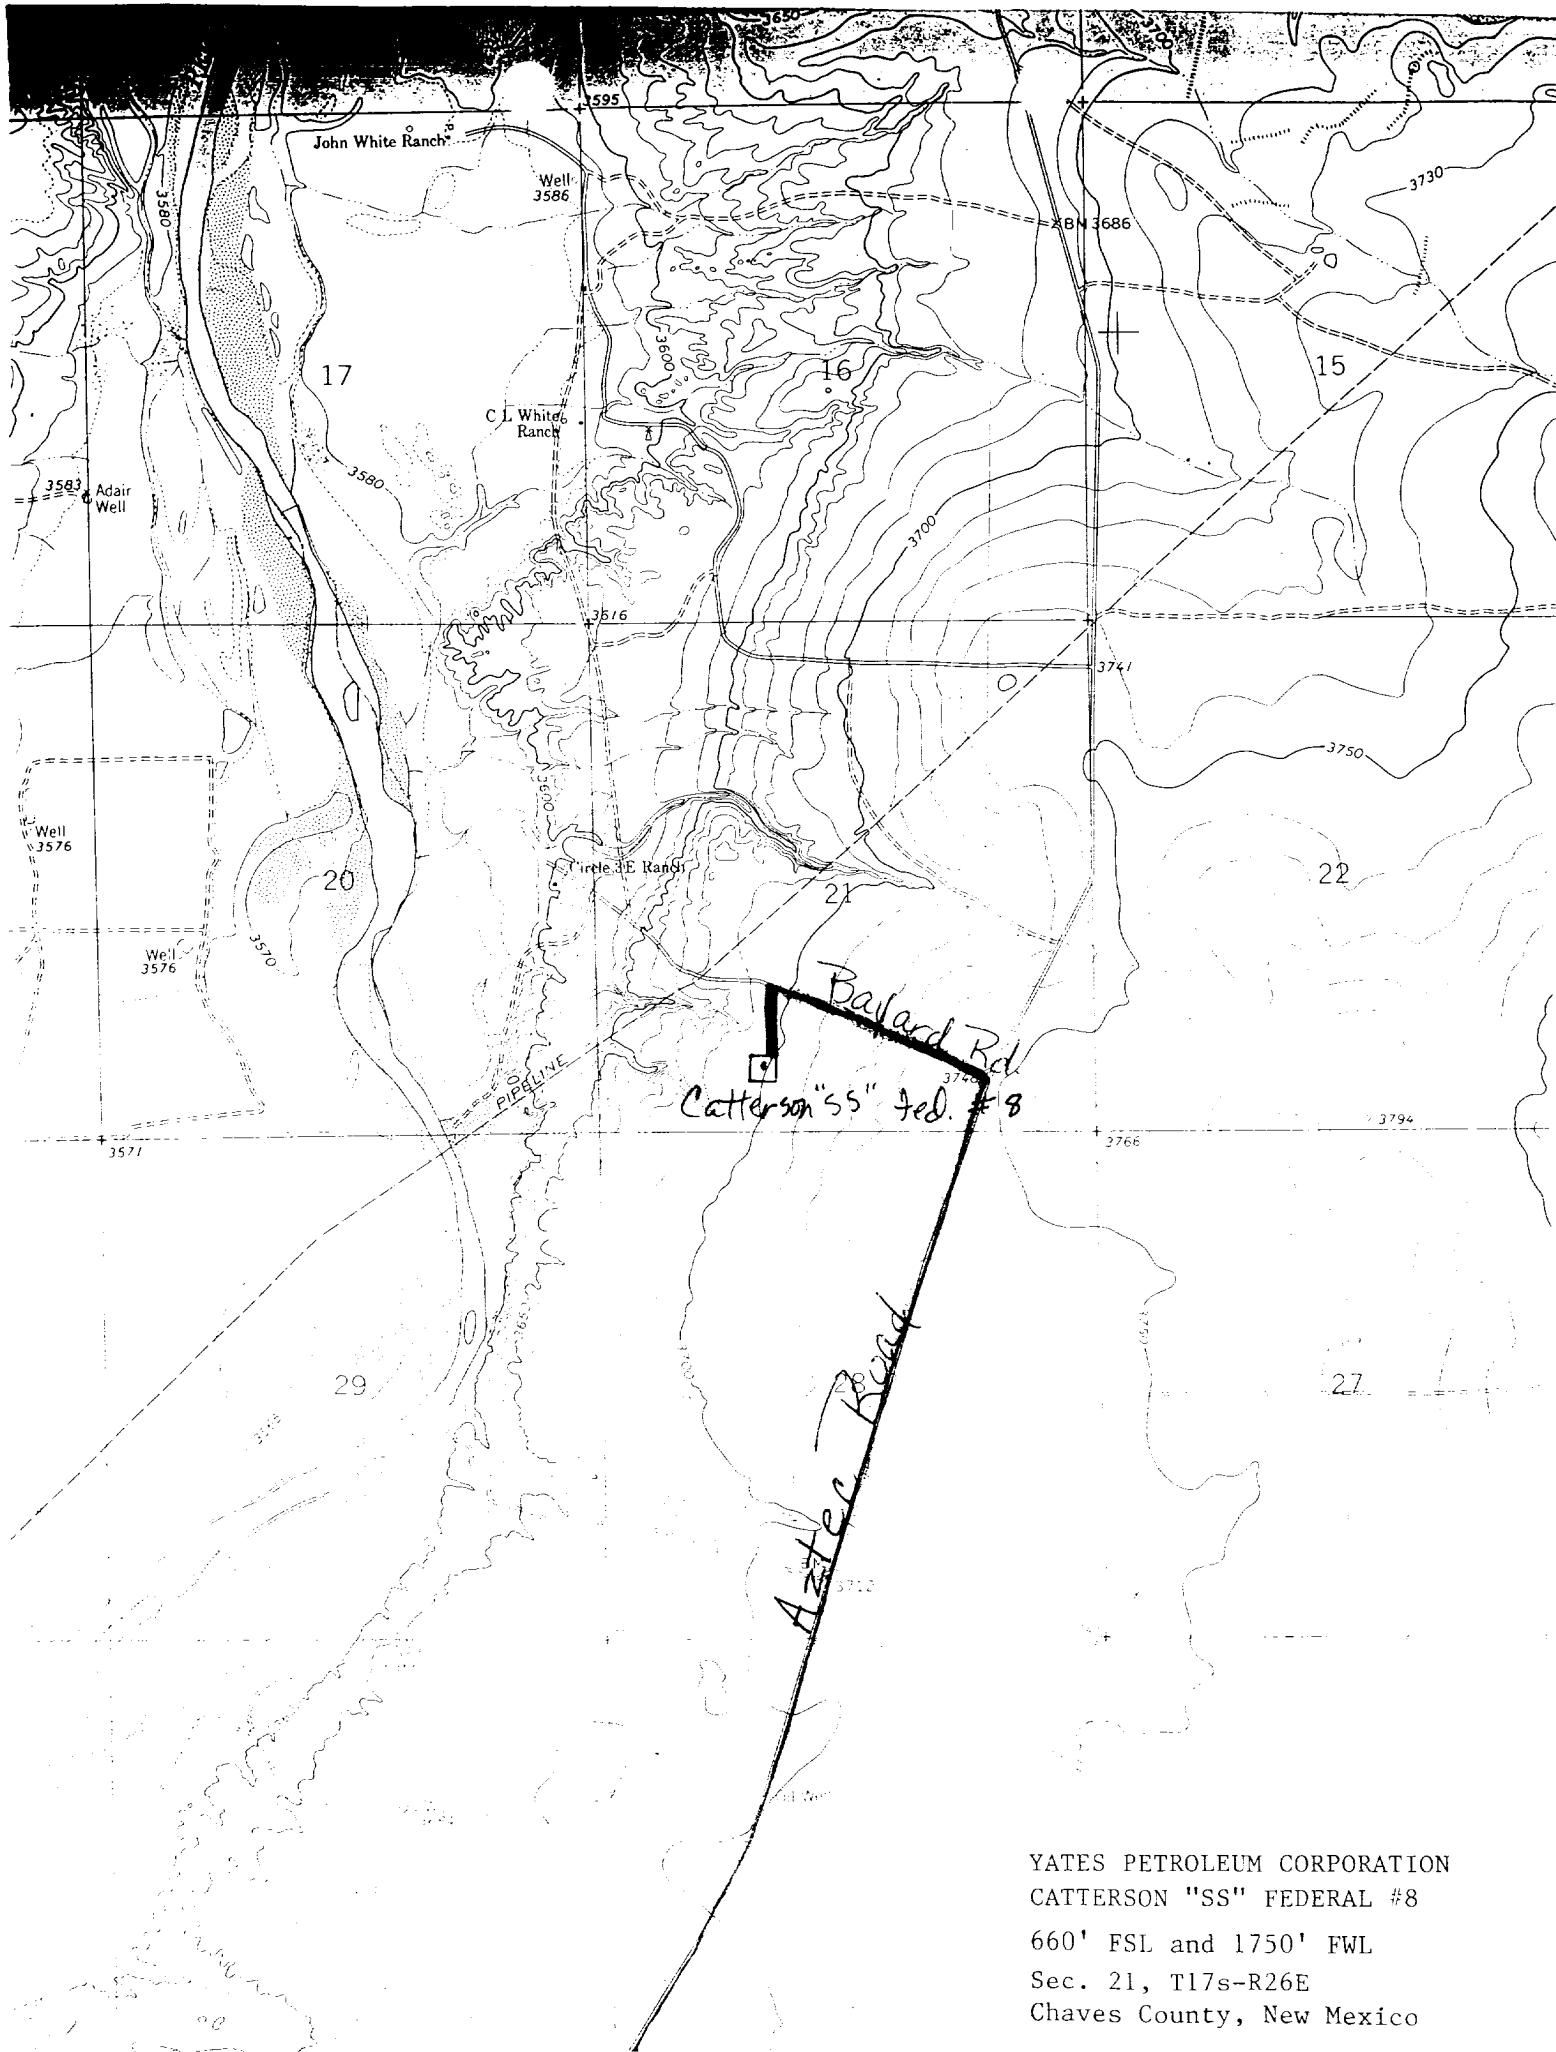 3650
3700
3595
John White Ranch
Well
3586
3730
3580
BM 3686
17
3600
16
15
C L White
Ranch
3580
3583
Adair
Well
3700
3616
3741
3750
Well
3576
3600
Circle 3E Ranch
20
21
22
Well
3576
3570
Bayard Rd.
PIPELINE
Catterson "SS" Fed. #8
3571
3766
3794
29
28
27
Aztec Road
3712
YATES PETROLEUM CORPORATION
CATTERSON "SS" FEDERAL #8
660' FSL and 1750' FWL
Sec. 21, T17s-R26E
Chaves County, New Mexico